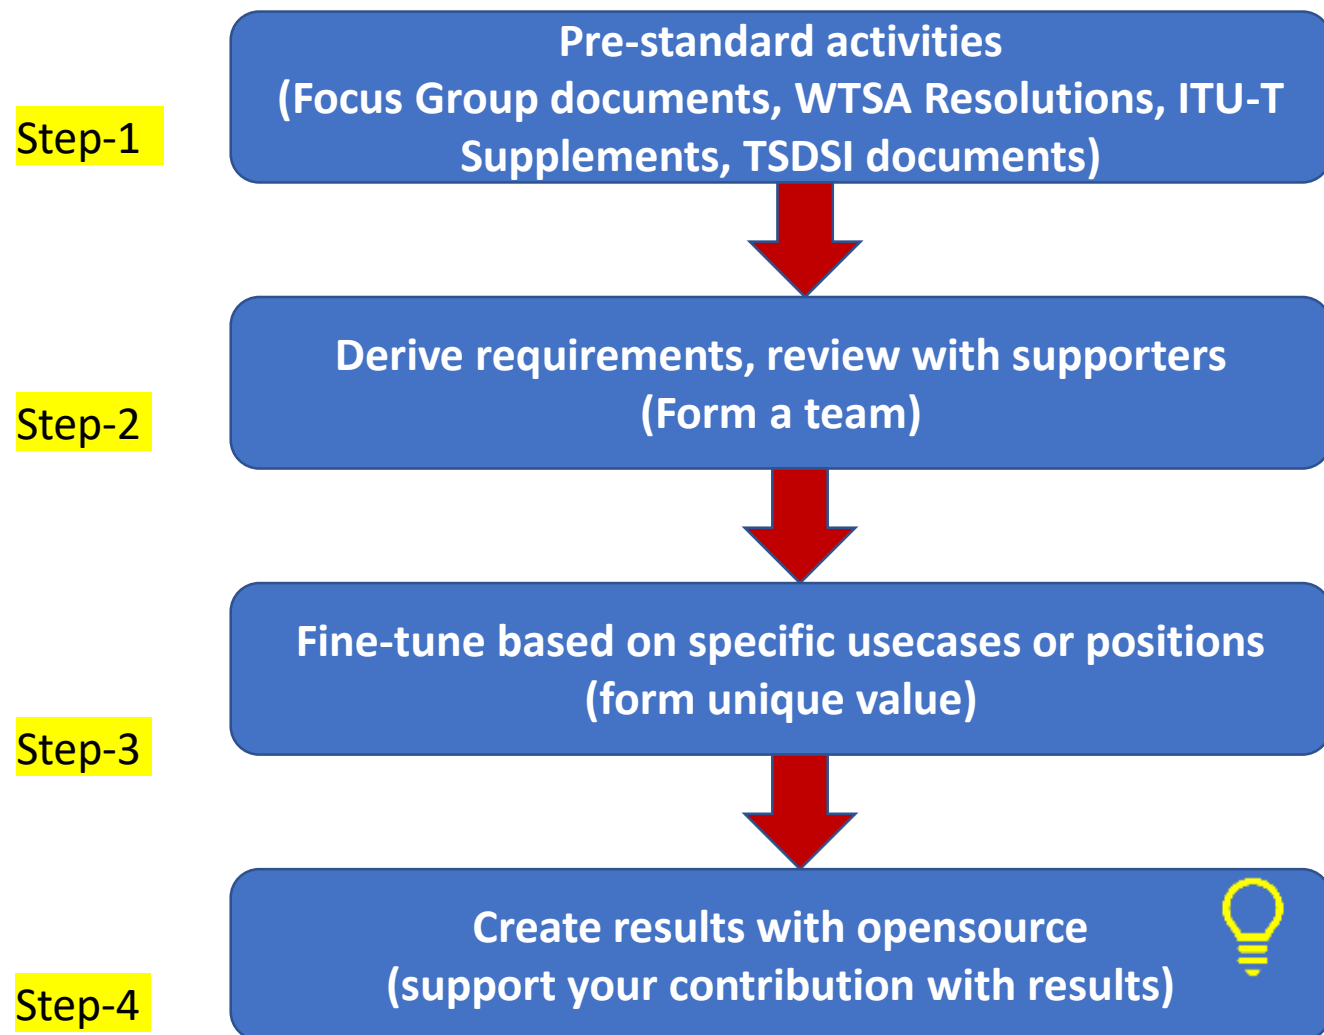 Step-1
Pre-standard activities
(Focus Group documents, WTSA Resolutions, ITU-T
Supplements, TSDSI documents)
Step-2
Derive requirements, review with supporters
(Form a team)
Step-3
Fine-tune based on specific usecases or positions
(form unique value)
Step-4
Create results with opensource
(support your contribution with results)